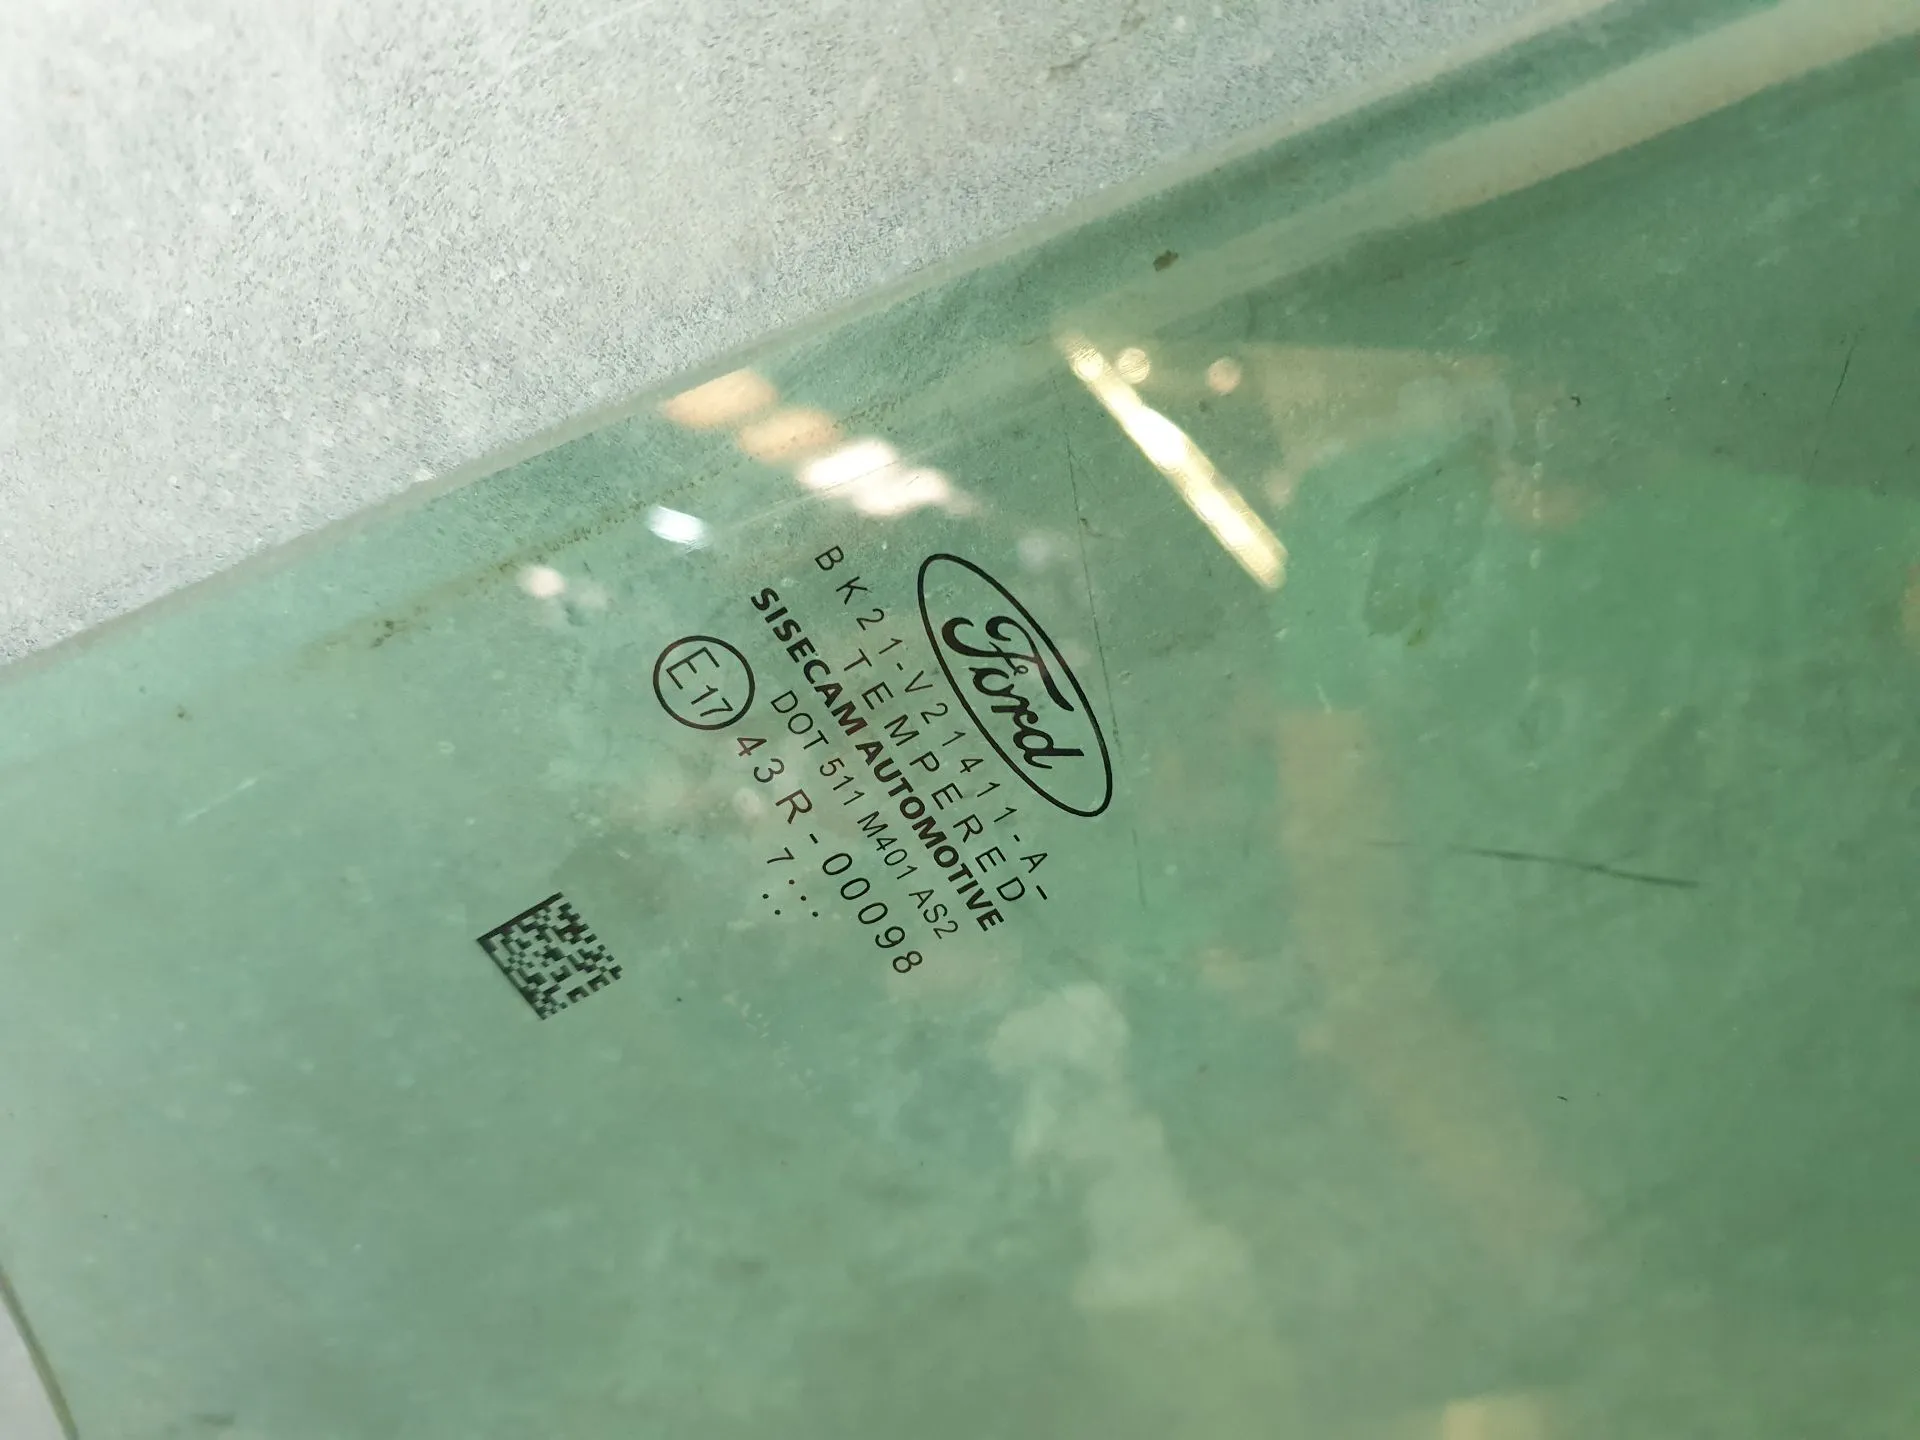 Ford
BK21-V21411-A-
TEMPERED
SISECAM AUTOMOTIVE
DOT 511 M401 AS2
E17 43R-00098
7...
..